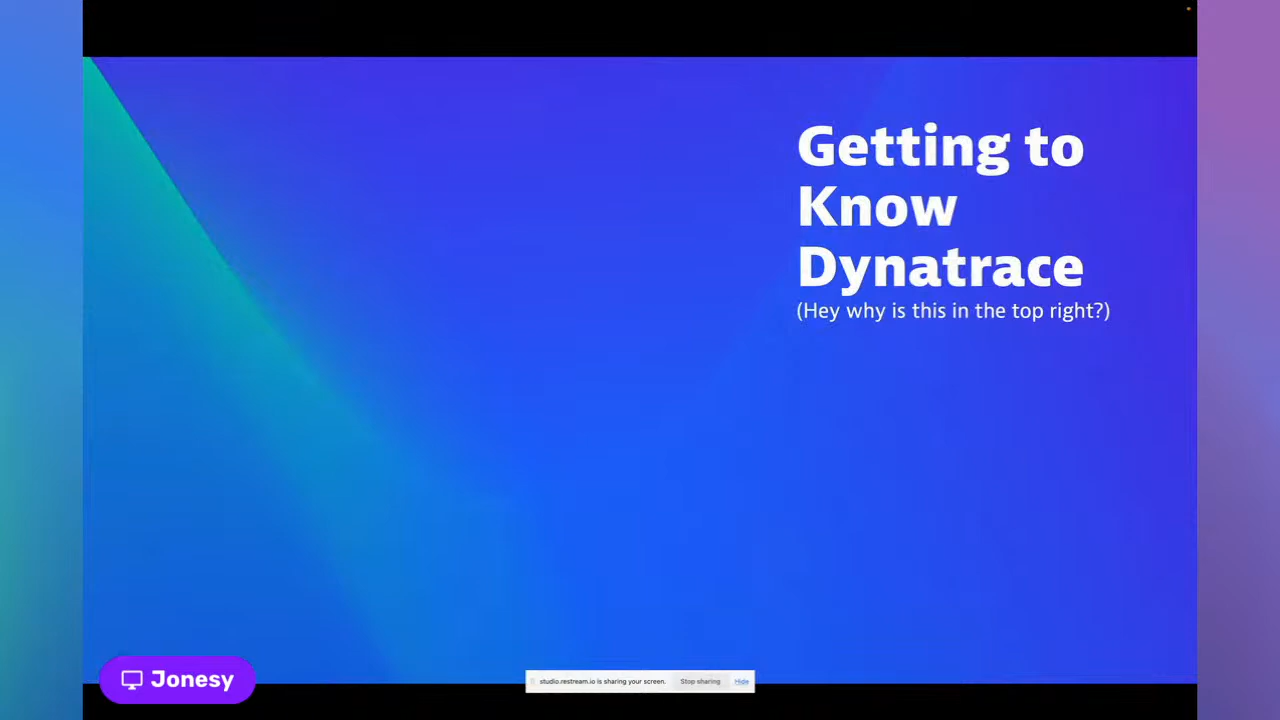 Getting to
Know
Dynatrace
(Hey why is this in the top right?)
Jonesy
studio.restream.io is sharing your screen. Stop sharing Hide